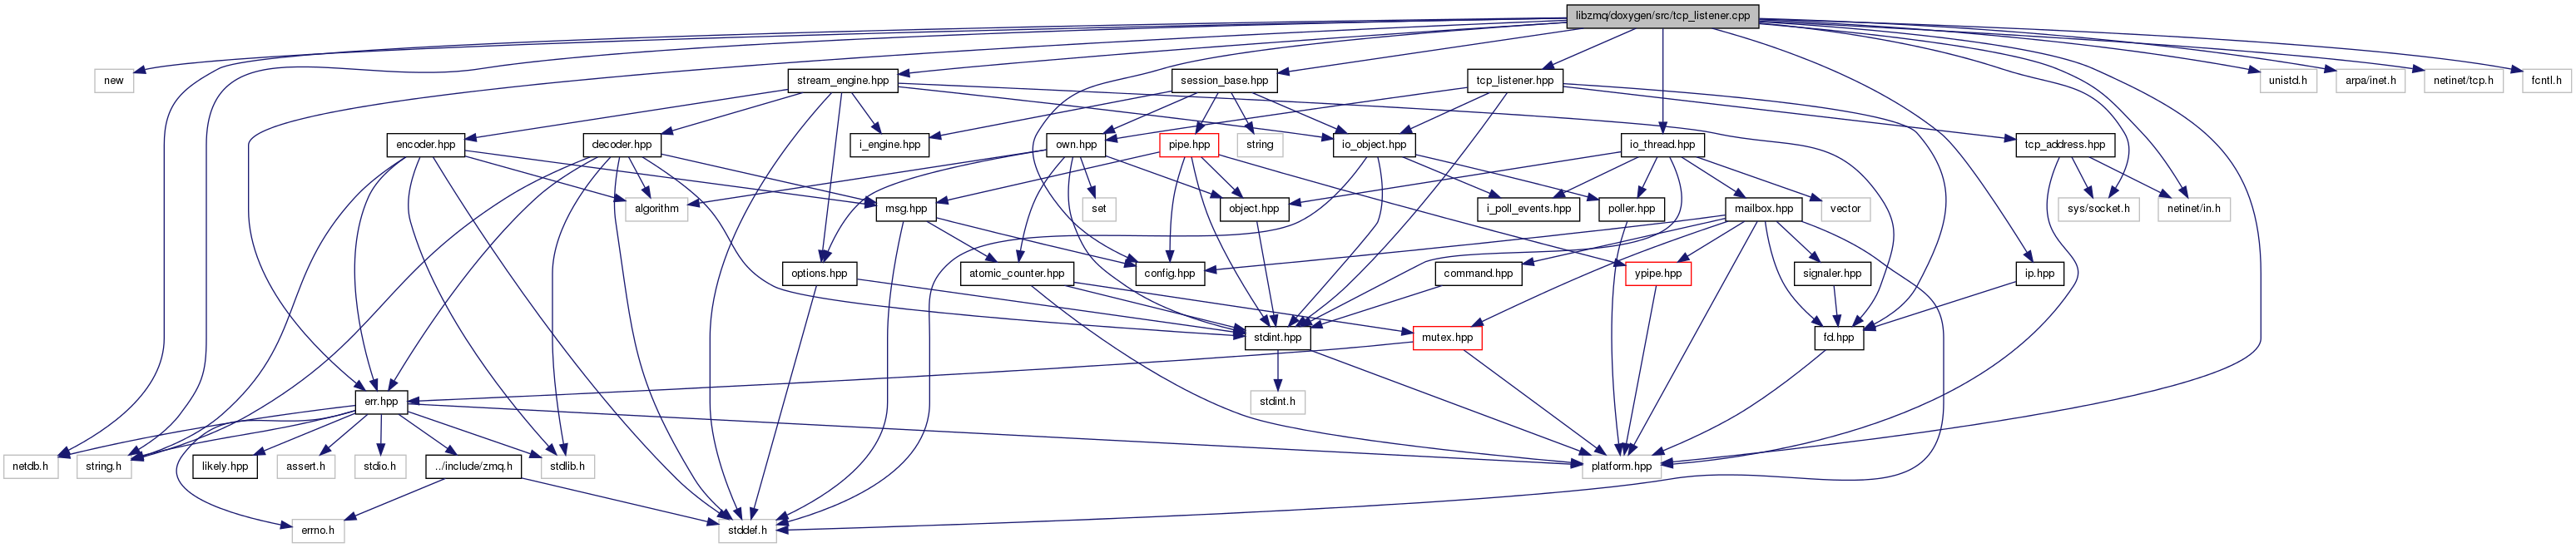 libzmq/doxygen/src/tcp_listener.cpp
new
stream_engine.hpp
session_base.hpp
tcp_listener.hpp
unistd.h
arpa/inet.h
netinet/tcp.h
fcntl.h
encoder.hpp
decoder.hpp
i_engine.hpp
own.hpp
pipe.hpp
string
io_object.hpp
io_thread.hpp
tcp_address.hpp
algorithm
msg.hpp
set
object.hpp
i_poll_events.hpp
poller.hpp
mailbox.hpp
vector
sys/socket.h
netinet/in.h
options.hpp
atomic_counter.hpp
config.hpp
command.hpp
ypipe.hpp
signaler.hpp
ip.hpp
stdint.hpp
mutex.hpp
fd.hpp
err.hpp
stdint.h
netdb.h
string.h
likely.hpp
assert.h
stdio.h
../include/zmq.h
stdlib.h
platform.hpp
errno.h
stddef.h